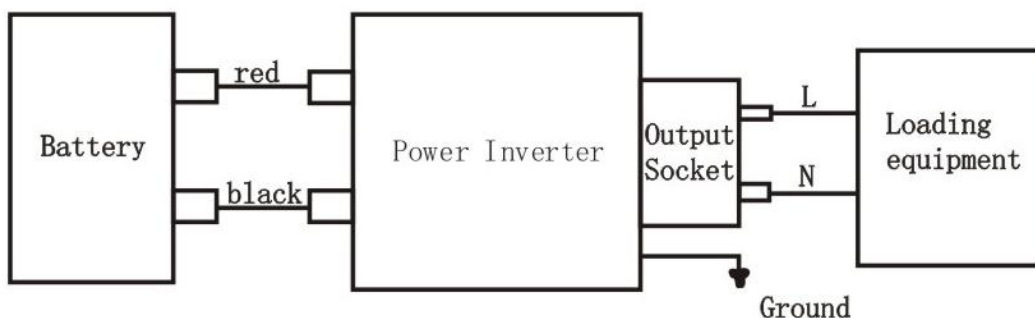 Battery
red
black
Power Inverter
Output
Socket
L
N
Loading
equipment
Ground